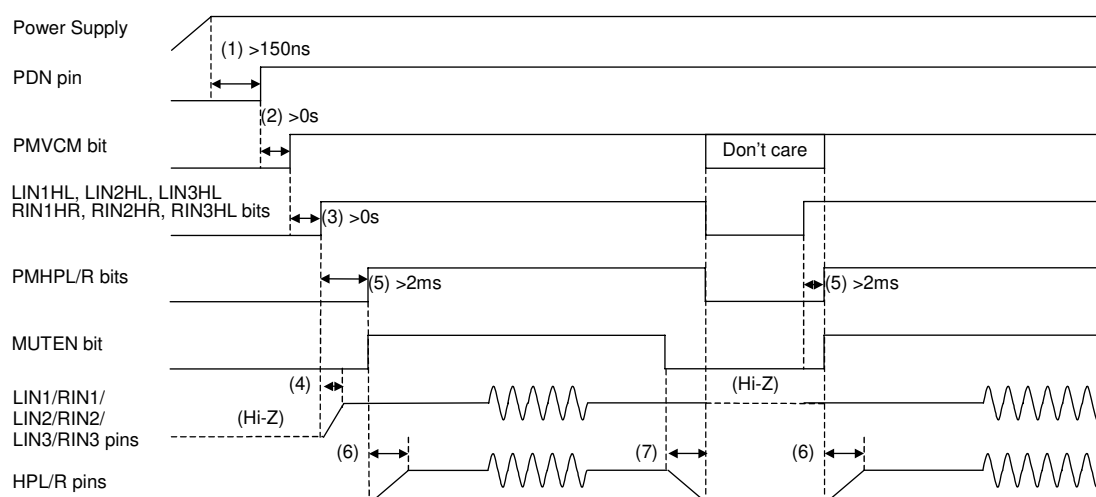 Power Supply
(1) >150ns
PDN pin
(2) >0s
PMVCM bit
Don't care
LIN1HL, LIN2HL, LIN3HL
RIN1HR, RIN2HR, RIN3HL bits
(3) >0s
PMHPL/R bits
(5) >2ms
(5) >2ms
MUTEN bit
(4)
(Hi-Z)
LIN1/RIN1/
LIN2/RIN2/
LIN3/RIN3 pins
(Hi-Z)
(6)
(7)
(6)
HPL/R pins